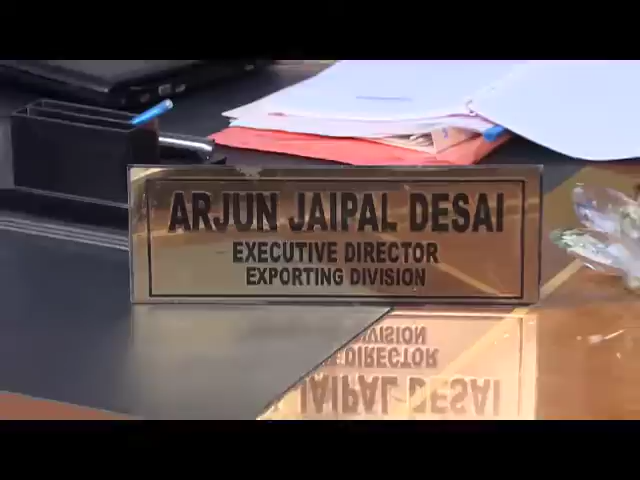 ARJUN JAIPAL DESAI
EXECUTIVE DIRECTOR
EXPORTING DIVISION